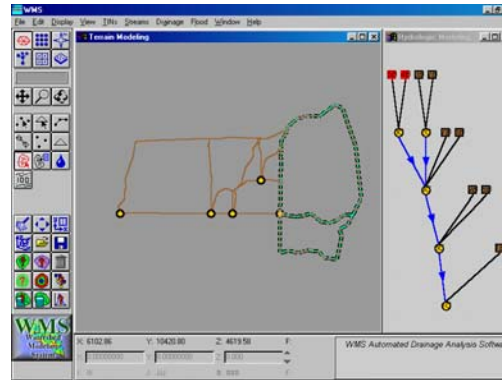 WMS
File Edit Display View TINs Streams Drainage Flood Window Help
Terrain Modeling
Hydrologic Modeling
WMS
Watershed
Modeling
System
X: 6102.86 Y: 10420.80 Z: 4619.58 F:
WMS Automated Drainage Analysis Softwa